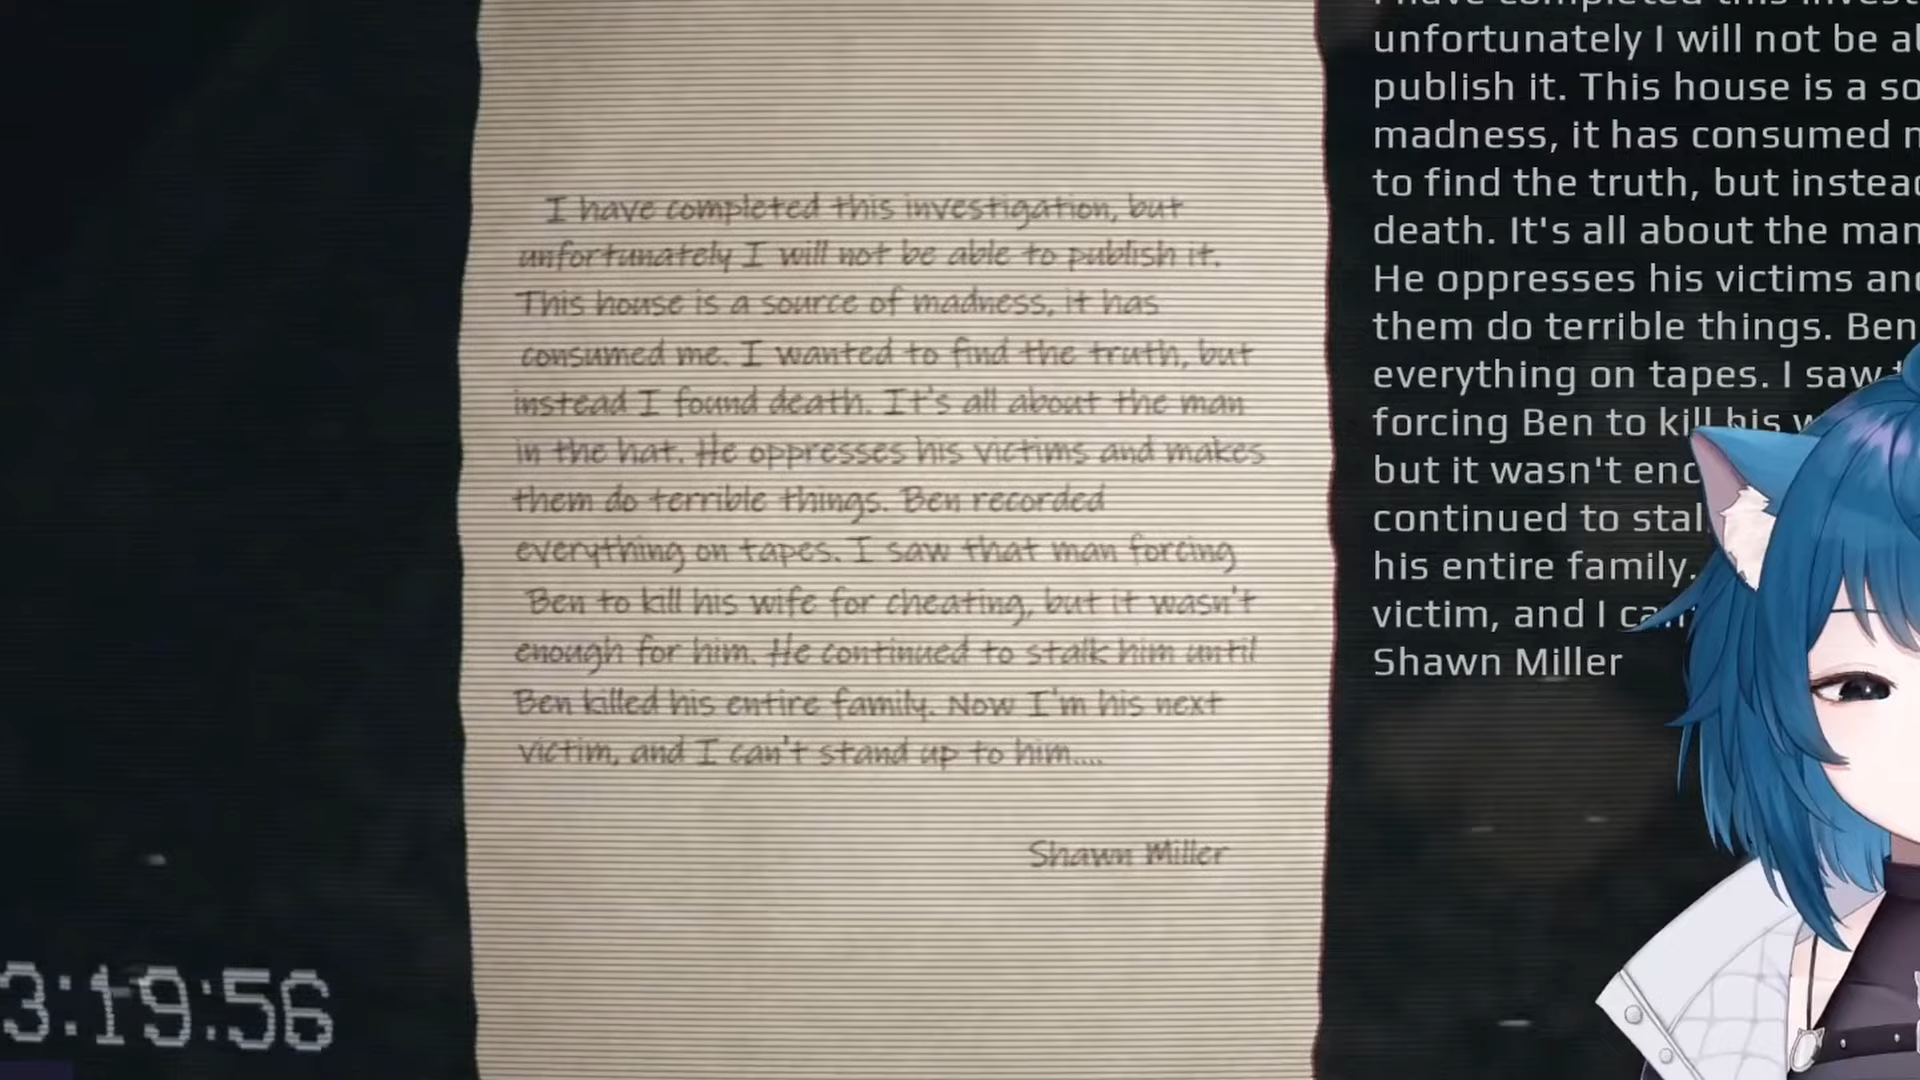 I have completed this investigation, but
unfortunately I will not be able to publish it.
This house is a source of madness, it has
consumed me. I wanted to find the truth, but
instead I found death. It's all about the man
in the hat. He oppresses his victims and makes
them do terrible things. Ben recorded
everything on tapes. I saw that man forcing
Ben to kill his wife for cheating, but it wasn't
enough for him. He continued to stalk him until
Ben killed his entire family. Now I'm his next
victim, and I can't stand up to him....
Shawn Miller
I have completed this
unfortunately I will not be
publish it. This house is a
madness, it has consumed
to find the truth, but
death. It's all about the man
He oppresses his victims
them do terrible things. Ben
everything on tapes. I saw
forcing Ben to kill his
but it wasn't
continued to
his entire family.
victim, and I
Shawn Miller
3:19:56